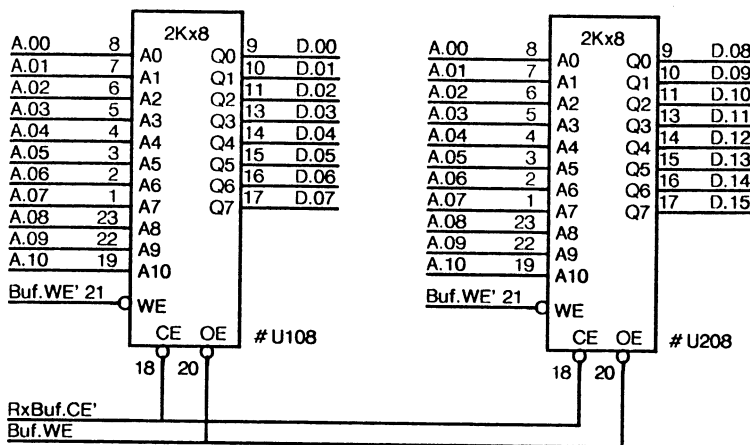 2Kx8
A.00 8 A0 Q0 9 D.00
A.01 7 A1 Q1 10 D.01
A.02 6 A2 Q2 11 D.02
A.03 5 A3 Q3 13 D.03
A.04 4 A4 Q4 14 D.04
A.05 3 A5 Q5 15 D.05
A.06 2 A6 Q6 16 D.06
A.07 1 A7 Q7 17 D.07
A.08 23 A8
A.09 22 A9
A.10 19 A10
Buf.WE' 21 WE
CE OE
# U108
18 20
2Kx8
A.00 8 A0 Q0 9 D.08
A.01 7 A1 Q1 10 D.09
A.02 6 A2 Q2 11 D.10
A.03 5 A3 Q3 13 D.11
A.04 4 A4 Q4 14 D.12
A.05 3 A5 Q5 15 D.13
A.06 2 A6 Q6 16 D.14
A.07 1 A7 Q7 17 D.15
A.08 23 A8
A.09 22 A9
A.10 19 A10
Buf.WE' 21 WE
CE OE
# U208
18 20
RxBuf.CE'
Buf.WE